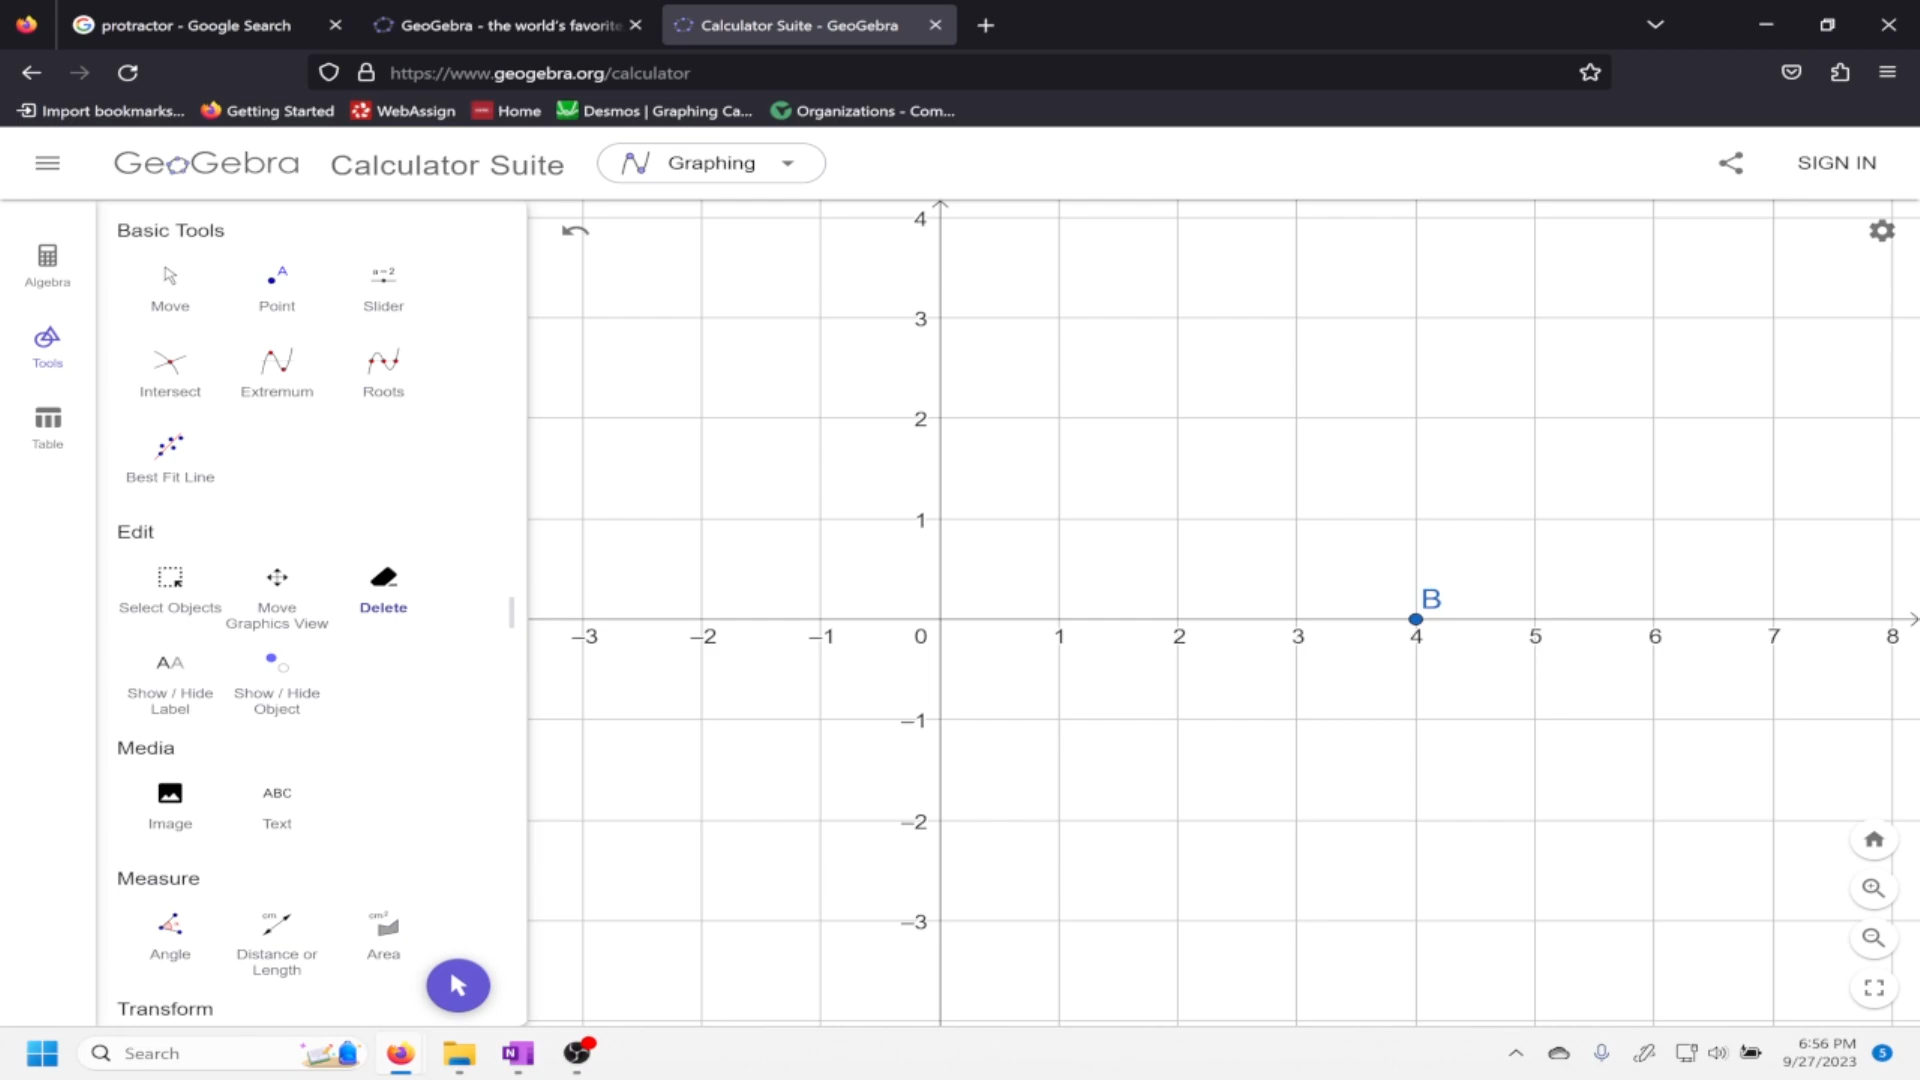 protractor - Google Search
GeoGebra - the world's favorite
Calculator Suite - GeoGebra
https://www.geogebra.org/calculator
Import bookmarks...
Getting Started
WebAssign
Home
Desmos | Graphing Ca...
Organizations - Com...
GeoGebra
Calculator Suite
Graphing
SIGN IN
Algebra
Tools
Table
Basic Tools
A
a=2
Move
Point
Slider
Intersect
Extremum
Roots
Best Fit Line
Edit
Select Objects
Move
Graphics View
Delete
AA
Show / Hide
Label
Show / Hide
Object
Media
ABC
Image
Text
Measure
cm
cm²
Angle
Distance or
Length
Area
Transform
4
3
2
1
B
–3 –2 –1 0 1 2 3 4 5 6 7 8
–1
–2
–3
Search
6:56 PM
9/27/2023
5